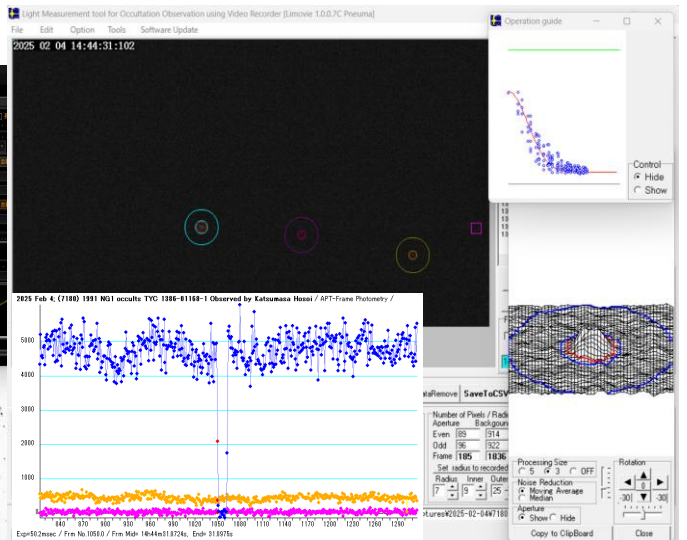 Light Measurement tool for Occultation Observation using Video Recorder [Limovie 1.0.0.7C Pneuma]
File Edit Option Tools Software Update
2025 02 04 14:44:31:102
Operation guide
Control
Hide
Show
2025 Feb 4; (7180) 1991 NG1 occults TYC 1386-01168-1 Observed by Katsumasa Hosoi / APT-Frame Photometry /
5000
4000
3000
2000
1000
0
840 870 900 930 960 990 1020 1050 1080 1110 1140 1170 1200 1230 1260 1290
Exp=50.2msec / Frm No.1050.0 / Frm Mid= 14h44m31.0724s, End= 31.0975s
ataRemove SaveToCSV
Number of Pixels / Radi
Aperture Backgroun
Even 89 914
Odd 96 922
Frame 185 1836
Set radius to recorded
Radius Inner Outer
7 9 25
ptures¥2025-02-04¥7180
Processing Size
5 3 OFF
Noise Reduction
Moving Average
Median
Aperture
Show Hide
Rotation
0
-30 -30
Copy to ClipBoard Close